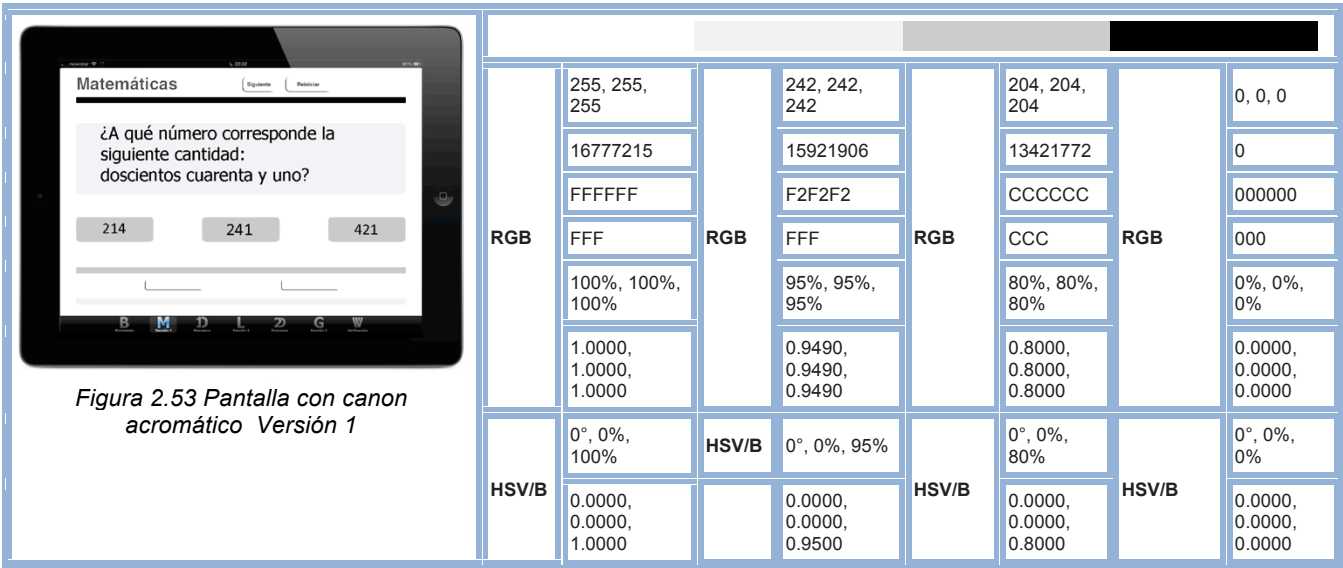 movistar
22:02
Matemáticas
Siguiente
Reiniciar
¿A qué número corresponde la
siguiente cantidad:
doscientos cuarenta y uno?
214
241
421
B
M
D
L
D
G
W
Figura 2.53 Pantalla con canon
acromático Versión 1
RGB
255, 255,
255
16777215
FFFFFF
FFF
100%, 100%,
100%
1.0000,
1.0000,
1.0000
RGB
242, 242,
242
15921906
F2F2F2
FFF
95%, 95%,
95%
0.9490,
0.9490,
0.9490
RGB
204, 204,
204
13421772
CCCCCC
CCC
80%, 80%,
80%
0.8000,
0.8000,
0.8000
RGB
0, 0, 0
0
000000
000
0%, 0%,
0%
0.0000,
0.0000,
0.0000
HSV/B
0°, 0%,
100%
0.0000,
0.0000,
1.0000
HSV/B
0°, 0%, 95%
0.0000,
0.0000,
0.9500
HSV/B
0°, 0%,
80%
0.0000,
0.0000,
0.8000
HSV/B
0°, 0%,
0%
0.0000,
0.0000,
0.0000